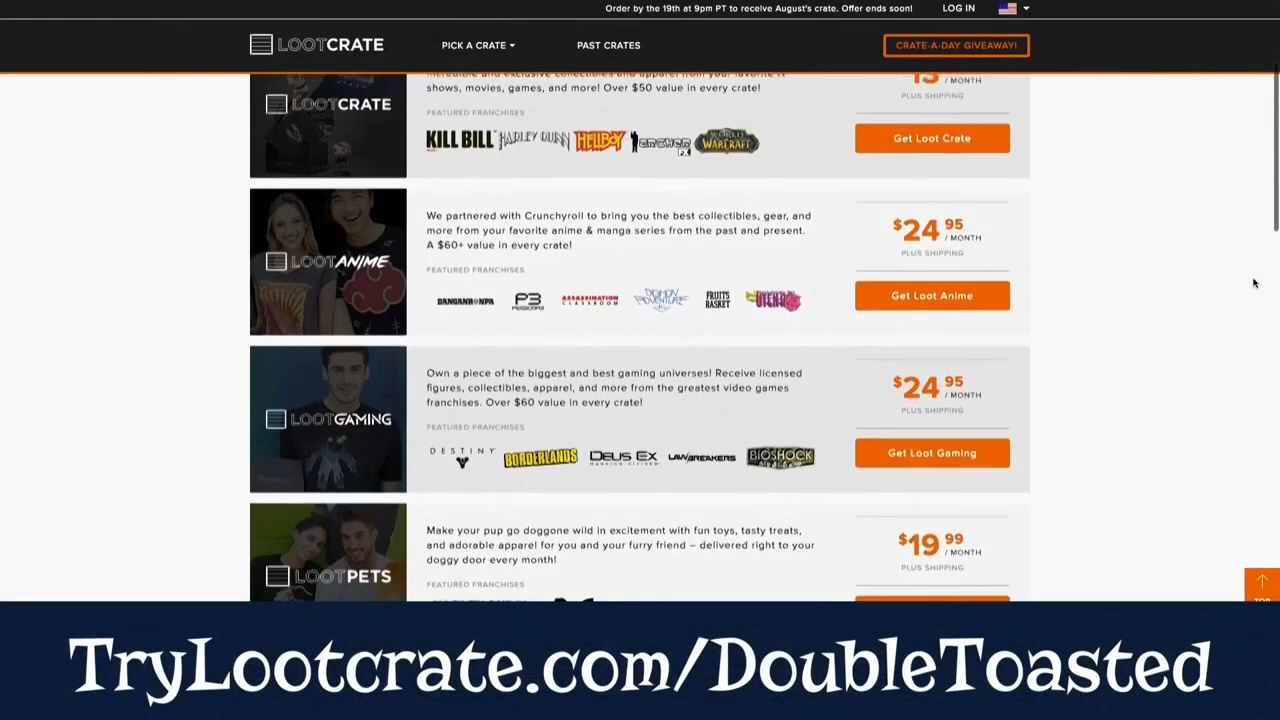 Order by the 19th at 9pm PT to receive August's crate. Offer ends soon!
LOG IN
LOOTCRATE
PICK A CRATE
PAST CRATES
CRATE-A-DAY GIVEAWAY!
LOOTCRATE
shows, movies, games, and more! Over $50 value in every crate!
FEATURED FRANCHISES
KILL BILL
HARLEY QUINN
HELLBOY
ARCHER
FX
WORLD
WARCRAFT
/ MONTH
PLUS SHIPPING
Get Loot Crate
LOOTANIME
We partnered with Crunchyroll to bring you the best collectibles, gear, and
more from your favorite anime & manga series from the past and present.
A $60+ value in every crate!
FEATURED FRANCHISES
DANGANRONPA
P3
PERSONA3
ASSASSINATION
CLASSROOM
DIGIMON
ADVENTURE
FRUITS
BASKET
UTENA
$24 95
/ MONTH
PLUS SHIPPING
Get Loot Anime
LOOTGAMING
Own a piece of the biggest and best gaming universes! Receive licensed
figures, collectibles, apparel, and more from the greatest video games
franchises. Over $60 value in every crate!
FEATURED FRANCHISES
DESTINY
BORDERLANDS
DEUS EX
MANKIND DIVIDED
LAWBREAKERS
BIOSHOCK
$24 95
/ MONTH
PLUS SHIPPING
Get Loot Gaming
LOOTPETS
Make your pup go doggone wild in excitement with fun toys, tasty treats,
and adorable apparel for you and your furry friend – delivered right to your
doggy door every month!
FEATURED FRANCHISES
$19 99
/ MONTH
PLUS SHIPPING
TryLootcrate.com/DoubleToasted